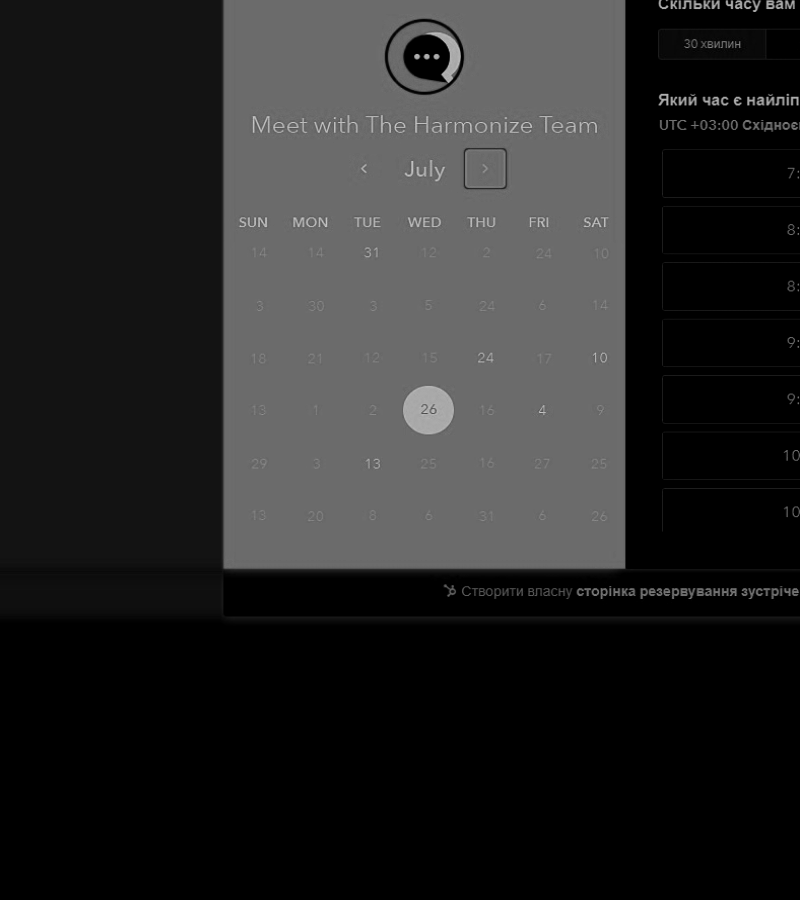 Скільки часу вам
30 хвилин
Meet with The Harmonize Team
July
Який час є найліп
UTC +03:00 Східноє
SUN MON TUE WED THU FRI SAT
14 14 31 12 2 24 10
3 30 3 5 24 6 14
18 21 12 15 24 17 10
13 1 2 26 16 4 9
29 3 13 25 16 27 25
13 20 8 6 31 6 26
7:
8:
8:
9:
9:
10
10
Створити власну сторінка резервування зустріче